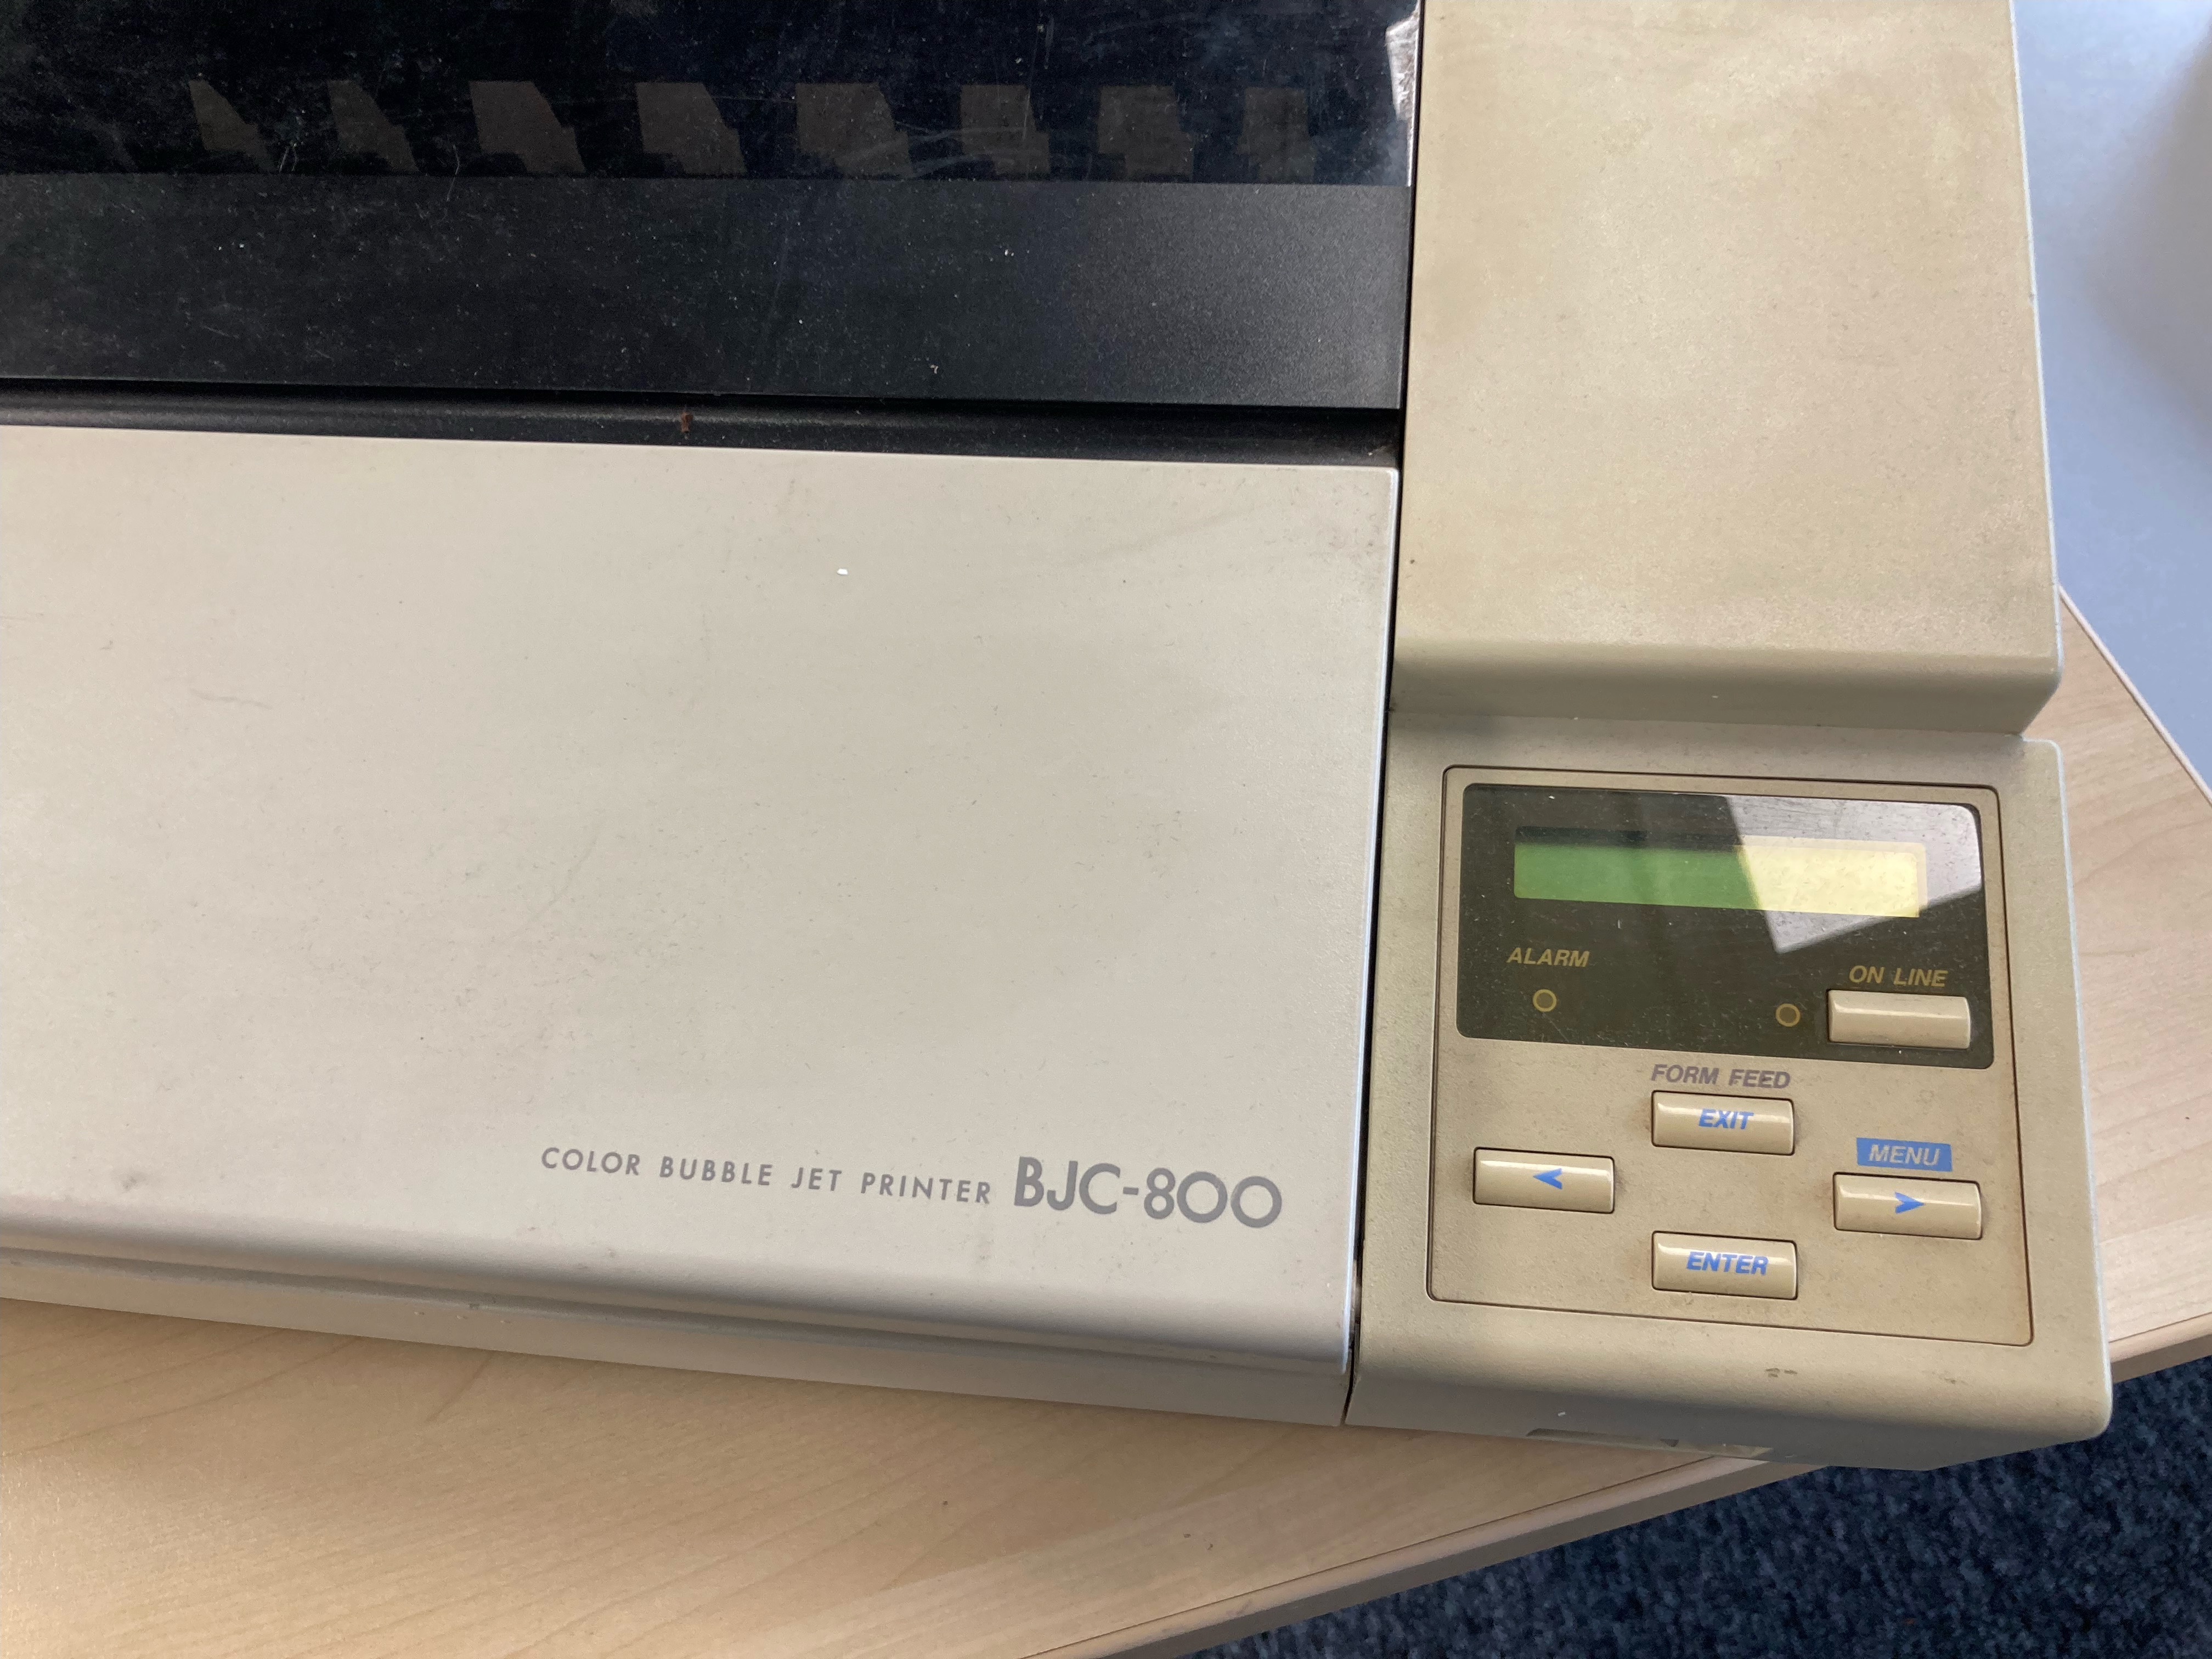 ALARM
ON LINE
FORM FEED
EXIT
MENU
<
>
ENTER
COLOR BUBBLE JET PRINTER BJC-800